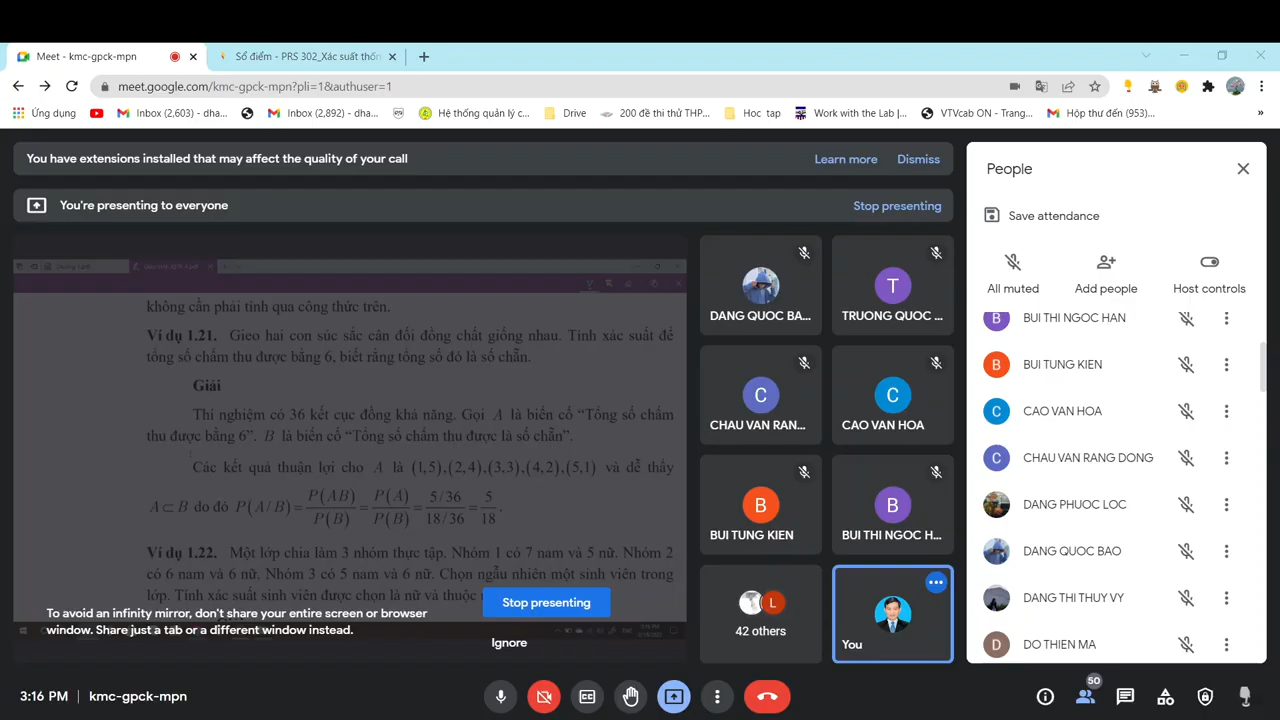 Meet - kmc-gpck-mpn
Sổ điểm - PRS 302_Xác suất thốn
meet.google.com/kmc-gpck-mpn?pli=1&authuser=1
Ứng dụng
Inbox (2,603) - dha...
Inbox (2,892) - dha...
Hệ thống quản lý c...
Drive
200 đề thi thử THP...
Hoc tap
Work with the Lab J...
VTVcab ON - Trang...
Hộp thư đến (953)...
»
You have extensions installed that may affect the quality of your call
Learn more
Dismiss
You're presenting to everyone
Stop presenting
không cần phải tính qua công thức trên.
Ví dụ 1.21. Gieo hai con súc sắc cân đối đồng chất giống nhau. Tính xác suất để
tổng số chấm thu được bằng 6, biết rằng tổng số đó là số chẵn.
Giải
Thí nghiệm có 36 kết cục đồng khả năng. Gọi A là biến cố "Tổng số chấm
thu được bằng 6". B là biến cố "Tổng số chấm thu được là số chẵn".
Các kết quả thuận lợi cho A là (1,5),(2,4),(3,3),(4,2),(5,1) và dễ thấy
A⊂B do đó P(A/B)=P(AB)/P(B)=P(A)/P(B)=5/36/18/36=5/18.
Ví dụ 1.22. Một lớp chia làm 3 nhóm thực tập. Nhóm 1 có 7 nam và 5 nữ. Nhóm 2
có 6 nam và 6 nữ. Nhóm 3 có 5 nam và 6 nữ. Chọn ngẫu nhiên một sinh viên trong
lớp. Tính xác suất sinh viên được chọn là nữ và thuộc
To avoid an infinity mirror, don't share your entire screen or browser
window. Share just a tab or a different window instead.
Stop presenting
Ignore
DANG QUOC BA...
TRUONG QUOC ...
CHAU VAN RAN...
C
C
T
CAO VAN HOA
B
BUI TUNG KIEN
B
BUI THI NGOC H...
L
42 others
You
People
Save attendance
All muted
Add people
Host controls
B
BUI THI NGOC HAN
B
BUI TUNG KIEN
C
CAO VAN HOA
C
CHAU VAN RANG DONG
DANG PHUOC LOC
DANG QUOC BAO
DANG THI THUY VY
D
DO THIEN MA
3:16 PM
kmc-gpck-mpn
50